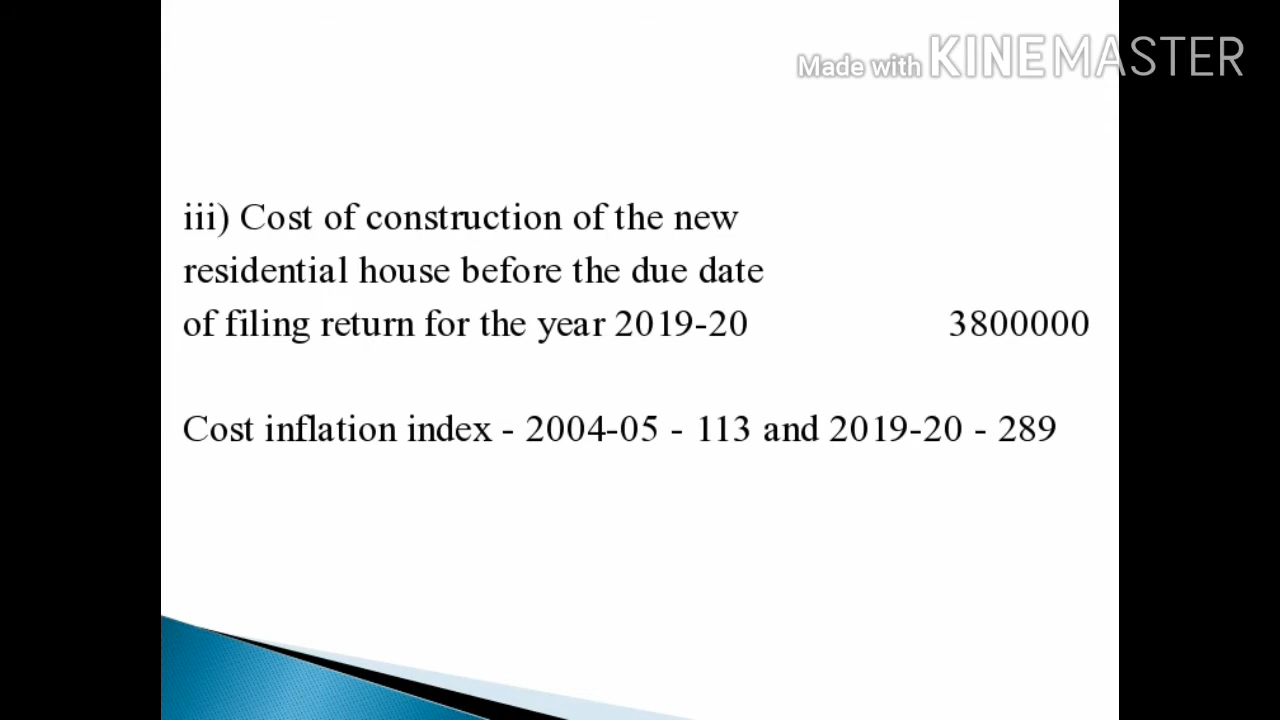 Made with KINEMASTER
iii) Cost of construction of the new
residential house before the due date
of filing return for the year 2019-20 3800000
Cost inflation index - 2004-05 - 113 and 2019-20 - 289